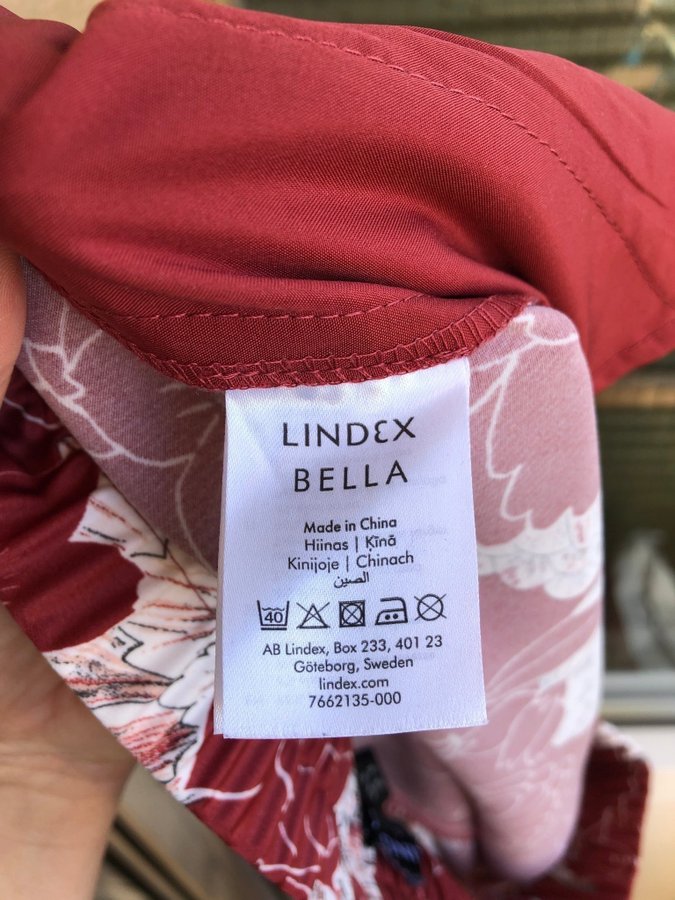 LINDEX
BELLA
Made in China
Hiinas | Ķīnā
Kinijoje | Chinach
الصين
40
AB Lindex, Box 233, 401 23
Göteborg, Sweden
lindex.com
7662135-000